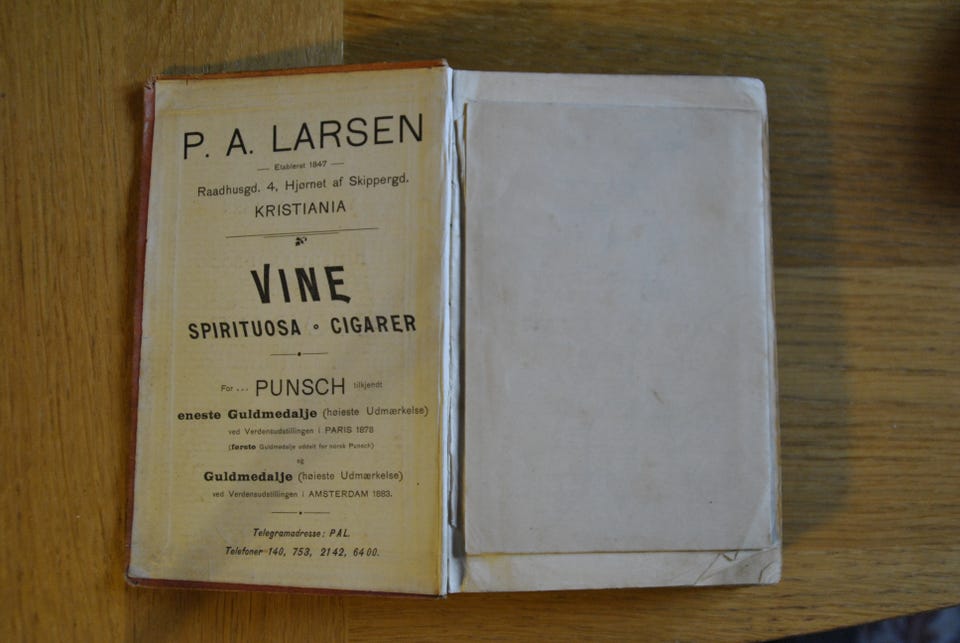 P. A. LARSEN
— Etableret 1847 —
Raadhusgd. 4, Hjørnet af Skippergd.
KRISTIANIA
VINE
SPIRITUOSA ∘ CIGARER
For ... PUNSCH tilkjendt
eneste Guldmedalje (høieste Udmærkelse)
ved Verdensudstillingen i PARIS 1878
(første Guldmedalje uddelt for norsk Punsch)
og
Guldmedalje (høieste Udmærkelse)
ved Verdensudstillingen i AMSTERDAM 1883.
Telegramadresse: PAL.
Telefoner 140, 753, 2142, 6400.